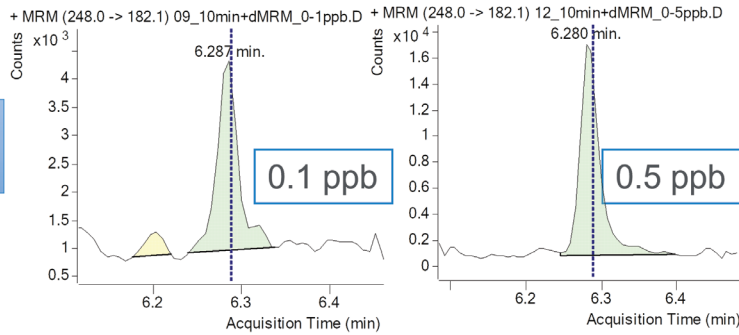 + MRM (248.0 -> 182.1) 09_10min+dMRM_0-1ppb.D
x10 3
Counts
6.287 min.
4
3.5
3
2.5
2
1.5
1
0.5
0.1 ppb
6.2
6.3
6.4
Acquisition Time (min)
+ MRM (248.0 -> 182.1) 12_10min+dMRM_0-5ppb.D
x10 4
Counts
6.280 min.
1.6
1.4
1.2
1
0.8
0.6
0.4
0.2
0
0.5 ppb
6.2
6.3
6.4
Acquisition Time (min)